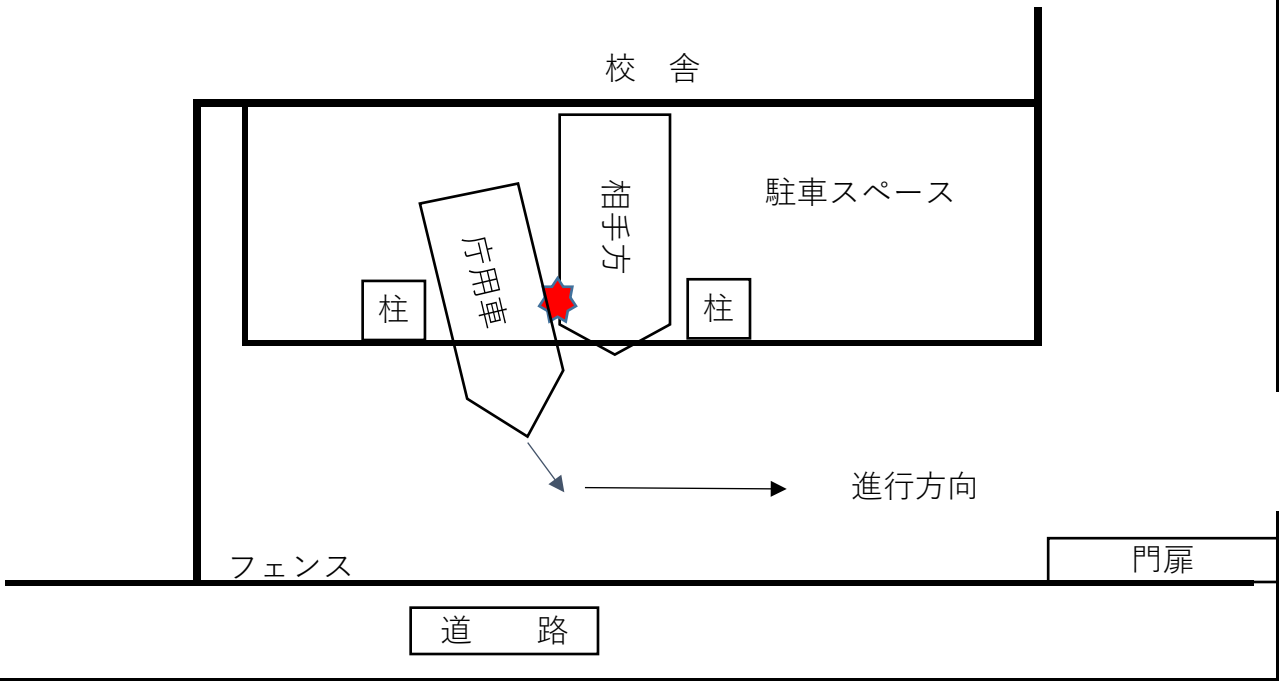 校　舎
相手方
駐車スペース
庁用車
柱
柱
進行方向
フェンス
門扉
道　　路